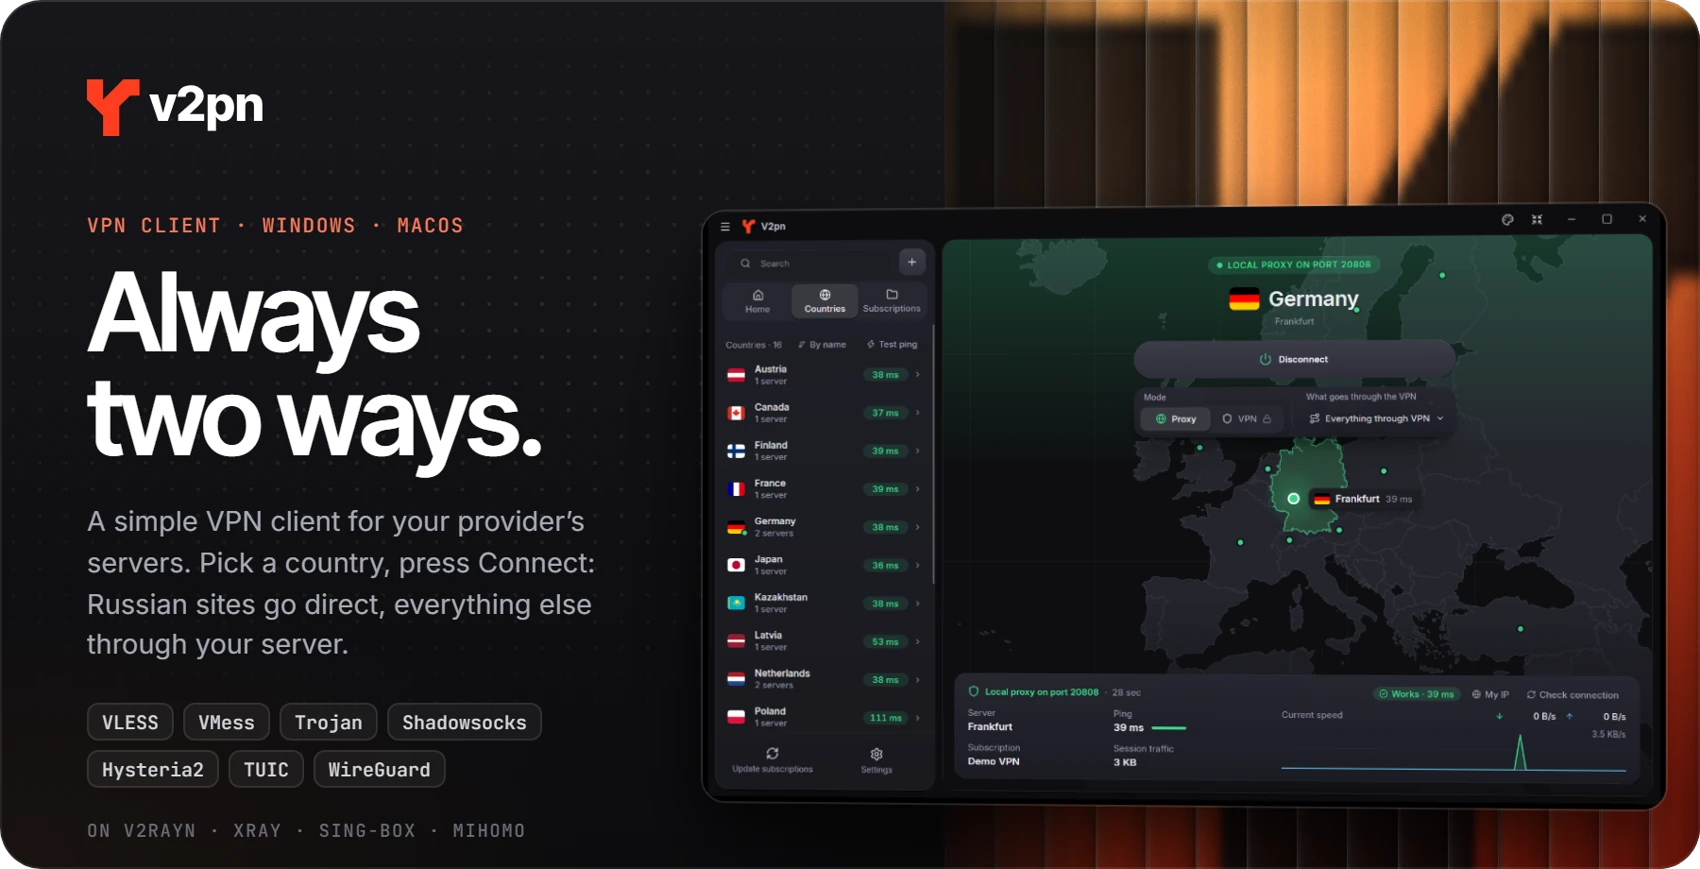 v2pn
VPN CLIENT · WINDOWS · MACOS
Always
two ways.
A simple VPN client for your provider’s
servers. Pick a country, press Connect:
Russian sites go direct, everything else
through your server.
VLESS VMess Trojan Shadowsocks
Hysteria2 TUIC WireGuard
ON V2RAYN · XRAY · SING-BOX · MIHOMO
V2pn
Search
Home Countries Subscriptions
Countries · 16 By name Test ping
Austria
1 server
38 ms
Canada
1 server
37 ms
Finland
1 server
39 ms
France
1 server
39 ms
Germany
2 servers
38 ms
Japan
1 server
36 ms
Kazakhstan
1 server
38 ms
Latvia
1 server
53 ms
Netherlands
2 servers
38 ms
Poland
1 server
111 ms
Update subscriptions Settings
LOCAL PROXY ON PORT 20808
Germany
Frankfurt
Disconnect
Mode What goes through the VPN
Proxy VPN Everything through VPN
Frankfurt 39 ms
Local proxy on port 20808 · 28 sec
Works · 39 ms My IP Check connection
Server
Frankfurt
Ping
39 ms
Subscription
Demo VPN
Session traffic
3 KB
Current speed
0 B/s 0 B/s
3.5 KB/s